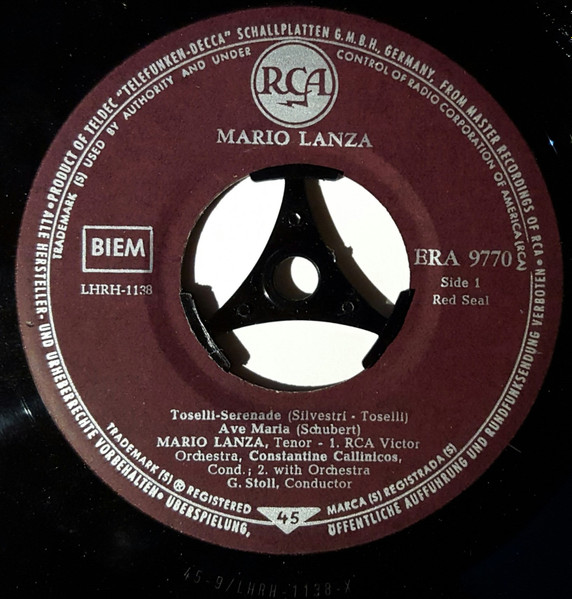 • PRODUCT OF TELDEC "TELEFUNKEN-DECCA" SCHALLPLATTEN G.M.B.H., GERMANY, FROM MASTER RECORDINGS OF RCA •
TRADEMARK (S) USED BY AUTHORITY AND UNDER CONTROL OF RADIO CORPORATION OF AMERICA (RCA)
RCA
MARIO LANZA
BIEM
LHRH-1138
ERA 9770
Side 1
Red Seal
Toselli-Serenade (Silvestri - Toselli)
Ave Maria (Schubert)
MARIO LANZA, Tenor - 1. RCA Victor
Orchestra, Constantine Callinicos,
Cond.; 2. with Orchestra
G. Stoll, Conductor
TRADEMARK (S) ® REGISTERED
MARCA (S) REGISTRADA (S)
45
ALLE HERSTELLER- UND URHEBERRECHTE VORBEHALTEN • ÜBERSPIELUNG, ÖFFENTLICHE AUFFÜHRUNG UND RUNDFUNKSENDUNG VERBOTEN
45-9/LHRH-1138-X